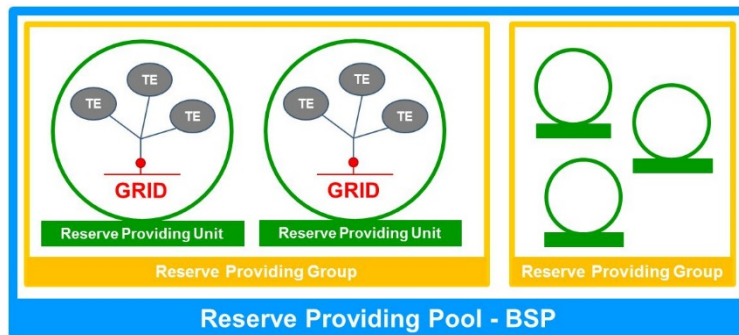 TE
TE
TE
GRID
Reserve Providing Unit
TE
TE
TE
GRID
Reserve Providing Unit
Reserve Providing Group
Reserve Providing Group
Reserve Providing Pool - BSP